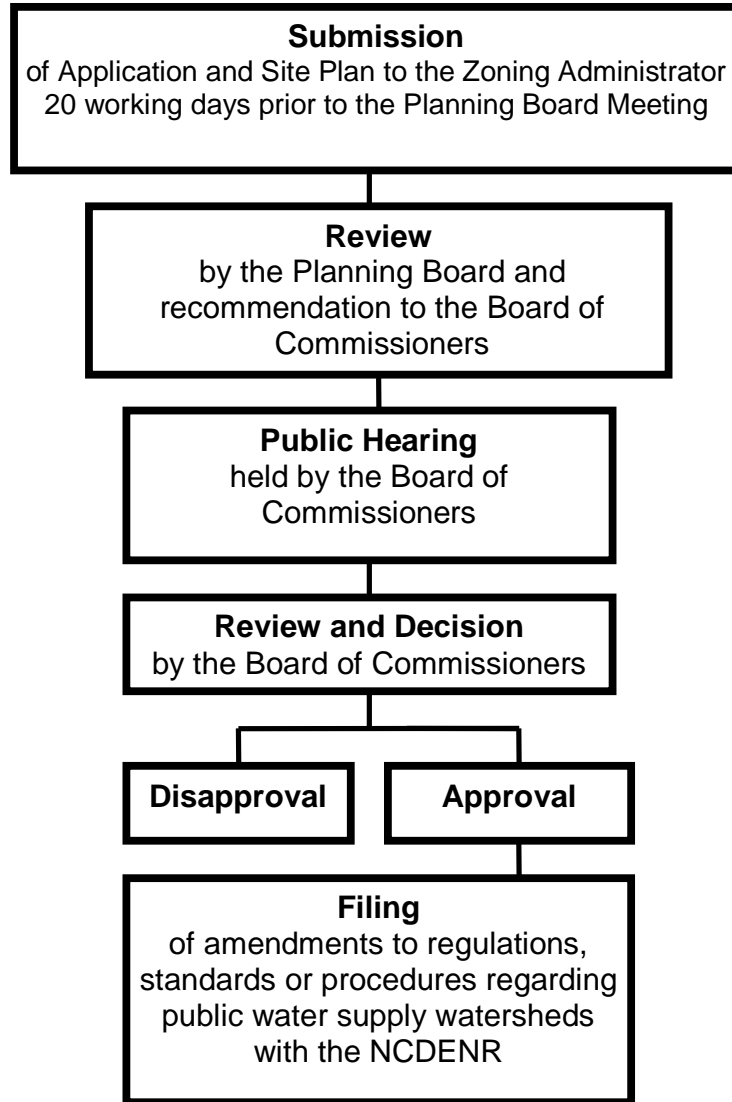 Submission
of Application and Site Plan to the Zoning Administrator
20 working days prior to the Planning Board Meeting
Review
by the Planning Board and
recommendation to the Board of
Commissioners
Public Hearing
held by the Board of
Commissioners
Review and Decision
by the Board of Commissioners
Disapproval
Approval
Filing
of amendments to regulations,
standards or procedures regarding
public water supply watersheds
with the NCDENR